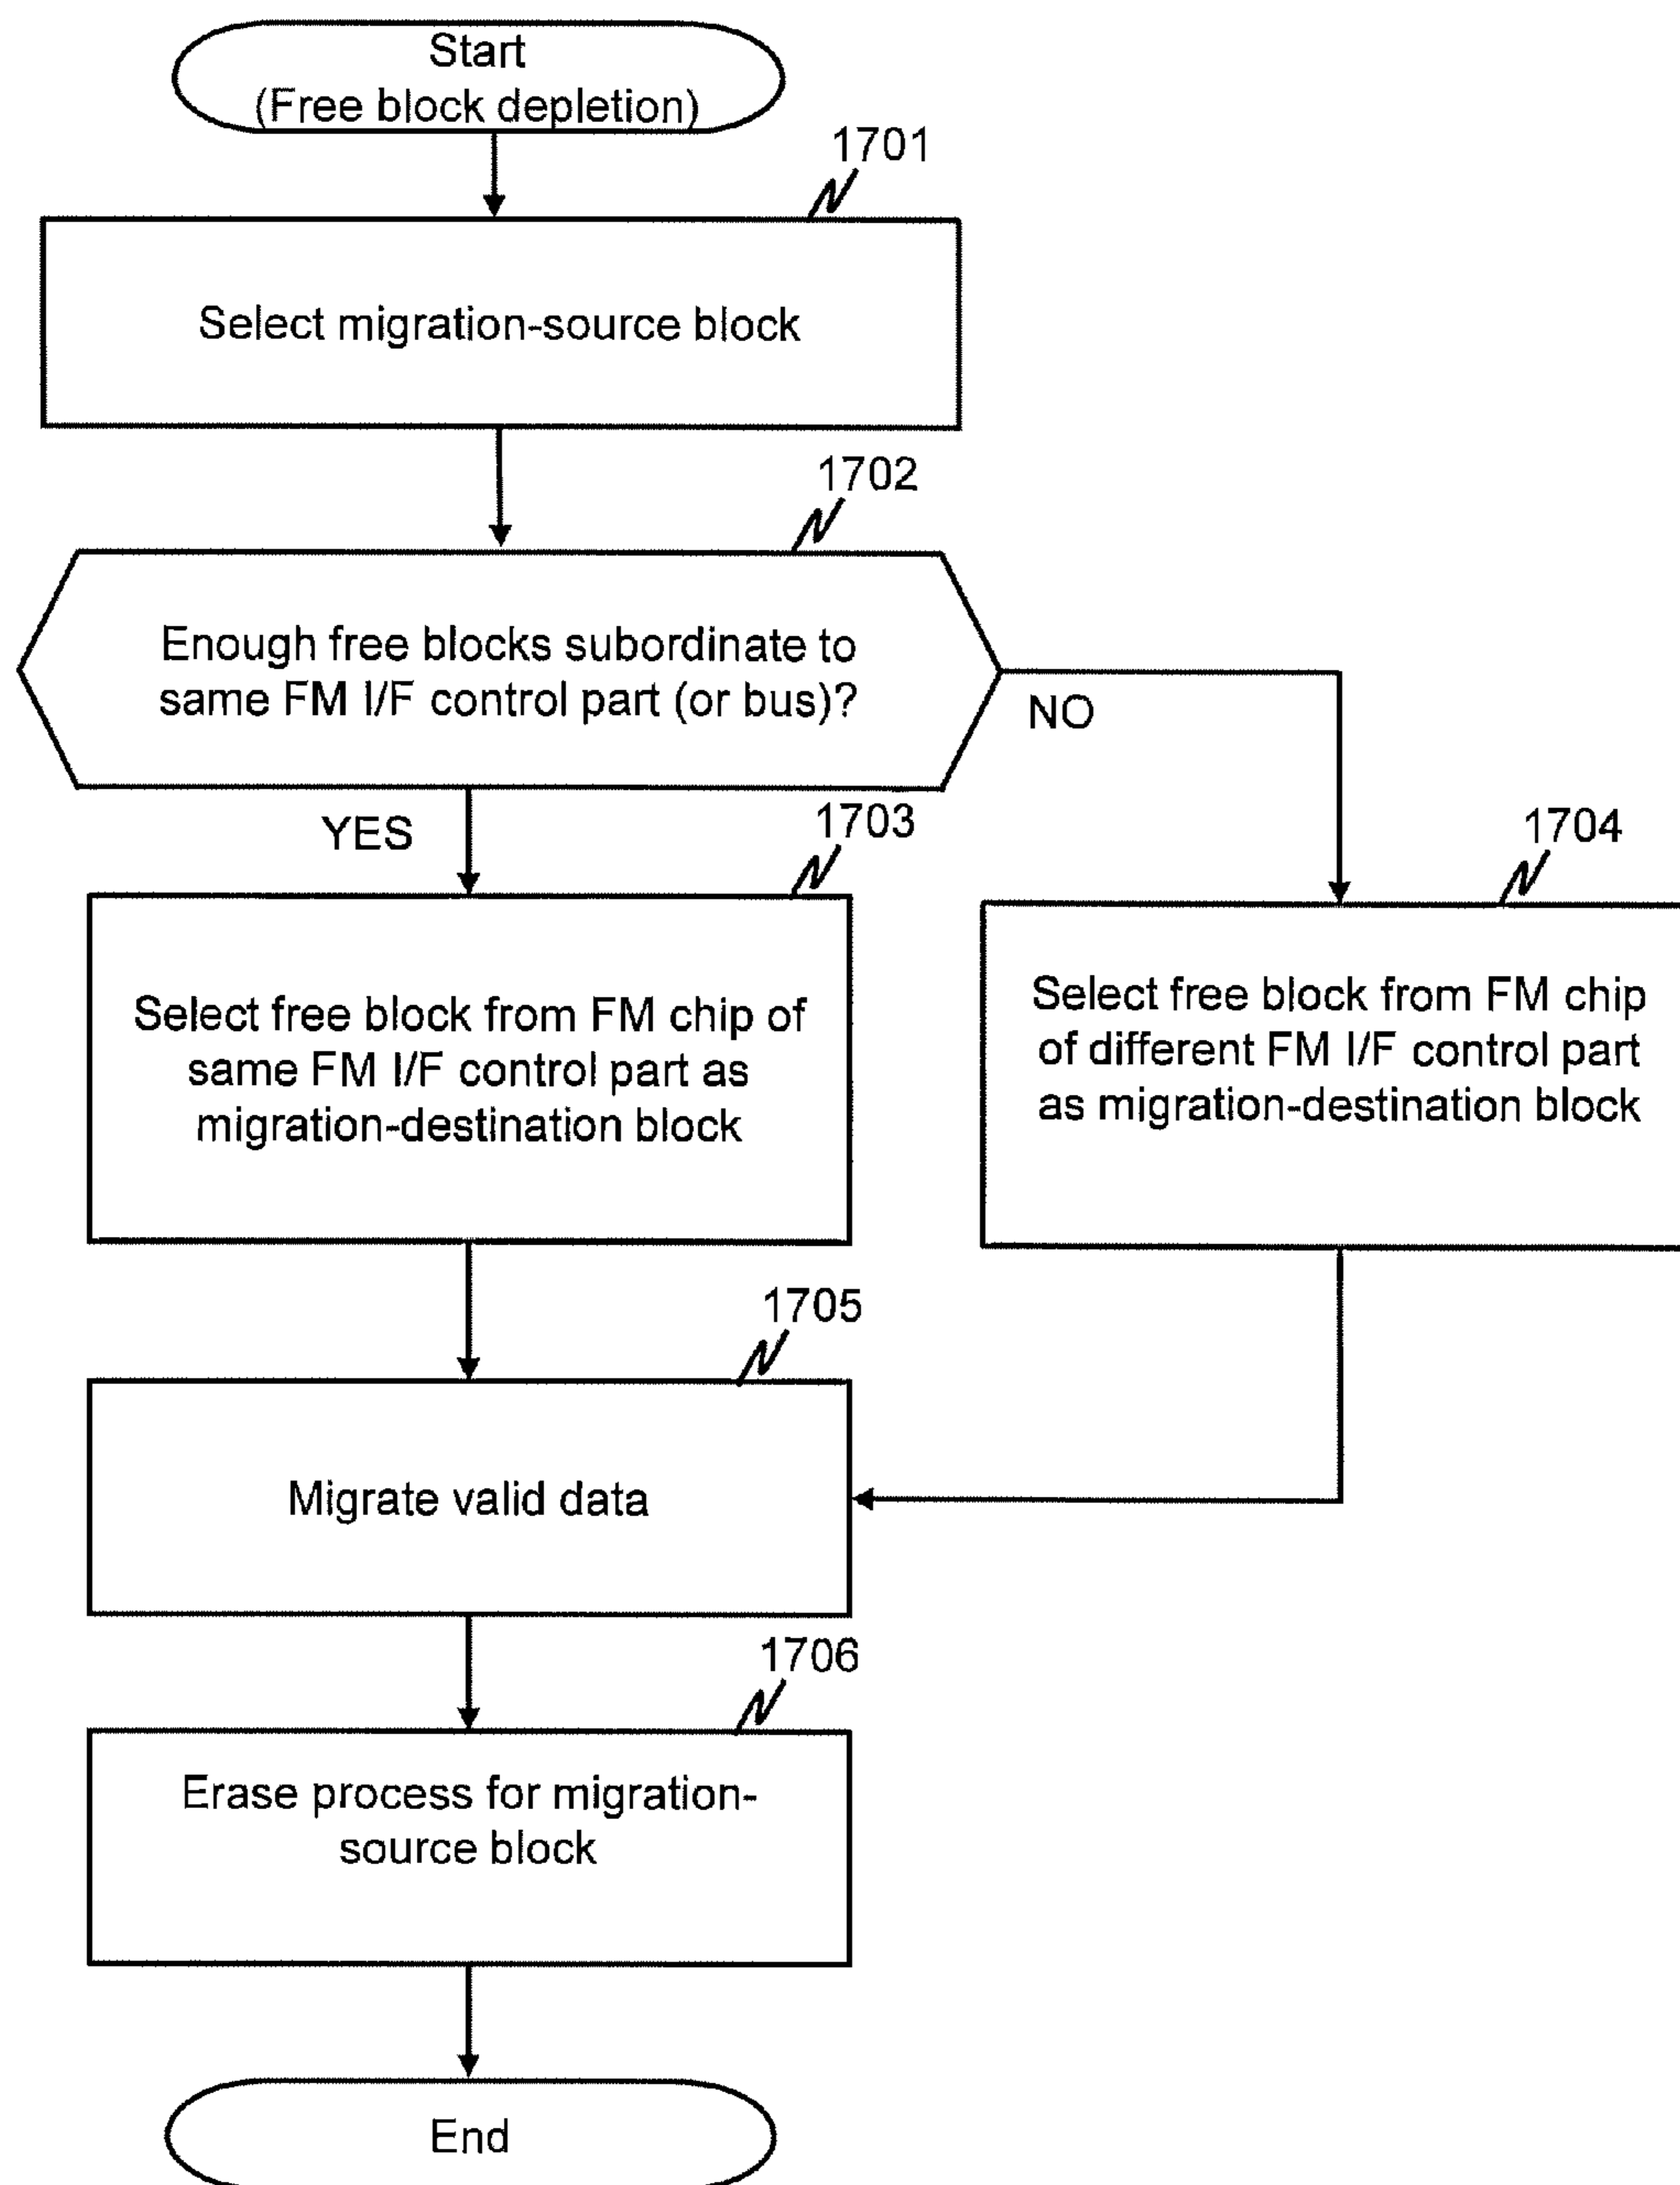 Start
(Free block depletion)
1701
Select migration-source block
1702
Enough free blocks subordinate to
same FM I/F control part (or bus)?
NO
YES
1703
1704
Select free block from FM chip of
same FM I/F control part as
migration-destination block
Select free block from FM chip
of different FM I/F control part
as migration-destination block
1705
Migrate valid data
1706
Erase process for migration-
source block
End